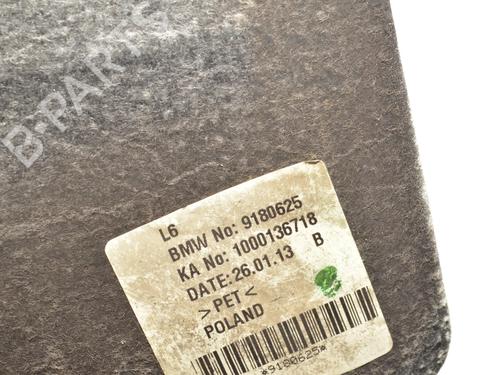 B-PARTS
L6
BMW No: 9180625
KA No: 1000136718
DATE: 26.01.13 B
>PET<
POLAND
*9180625*